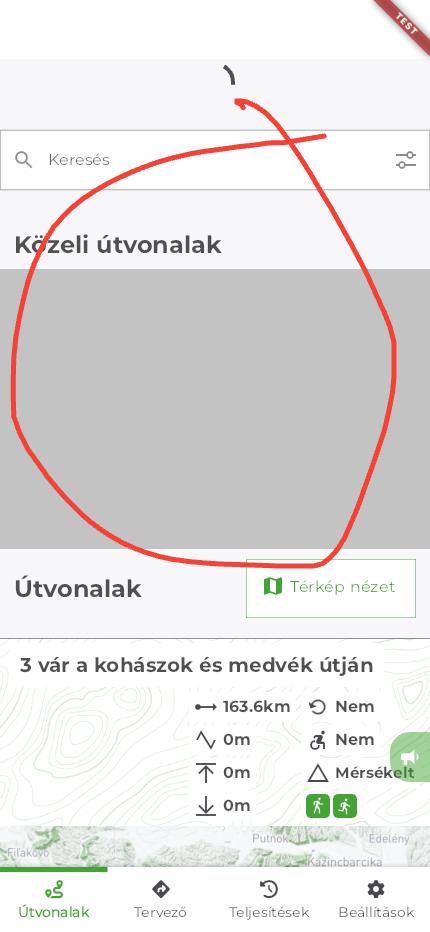 TEST
Keresés
Közeli útvonalak
Útvonalak
Térkép nézet
3 vár a kohászok és medvék útján
163.6km
Nem
0m
Nem
0m
Mérsékelt
0m
Putnok
Edelény
Fiľakovo
Kazincbarcika
Útvonalak
Tervező
Teljesítések
Beállítások